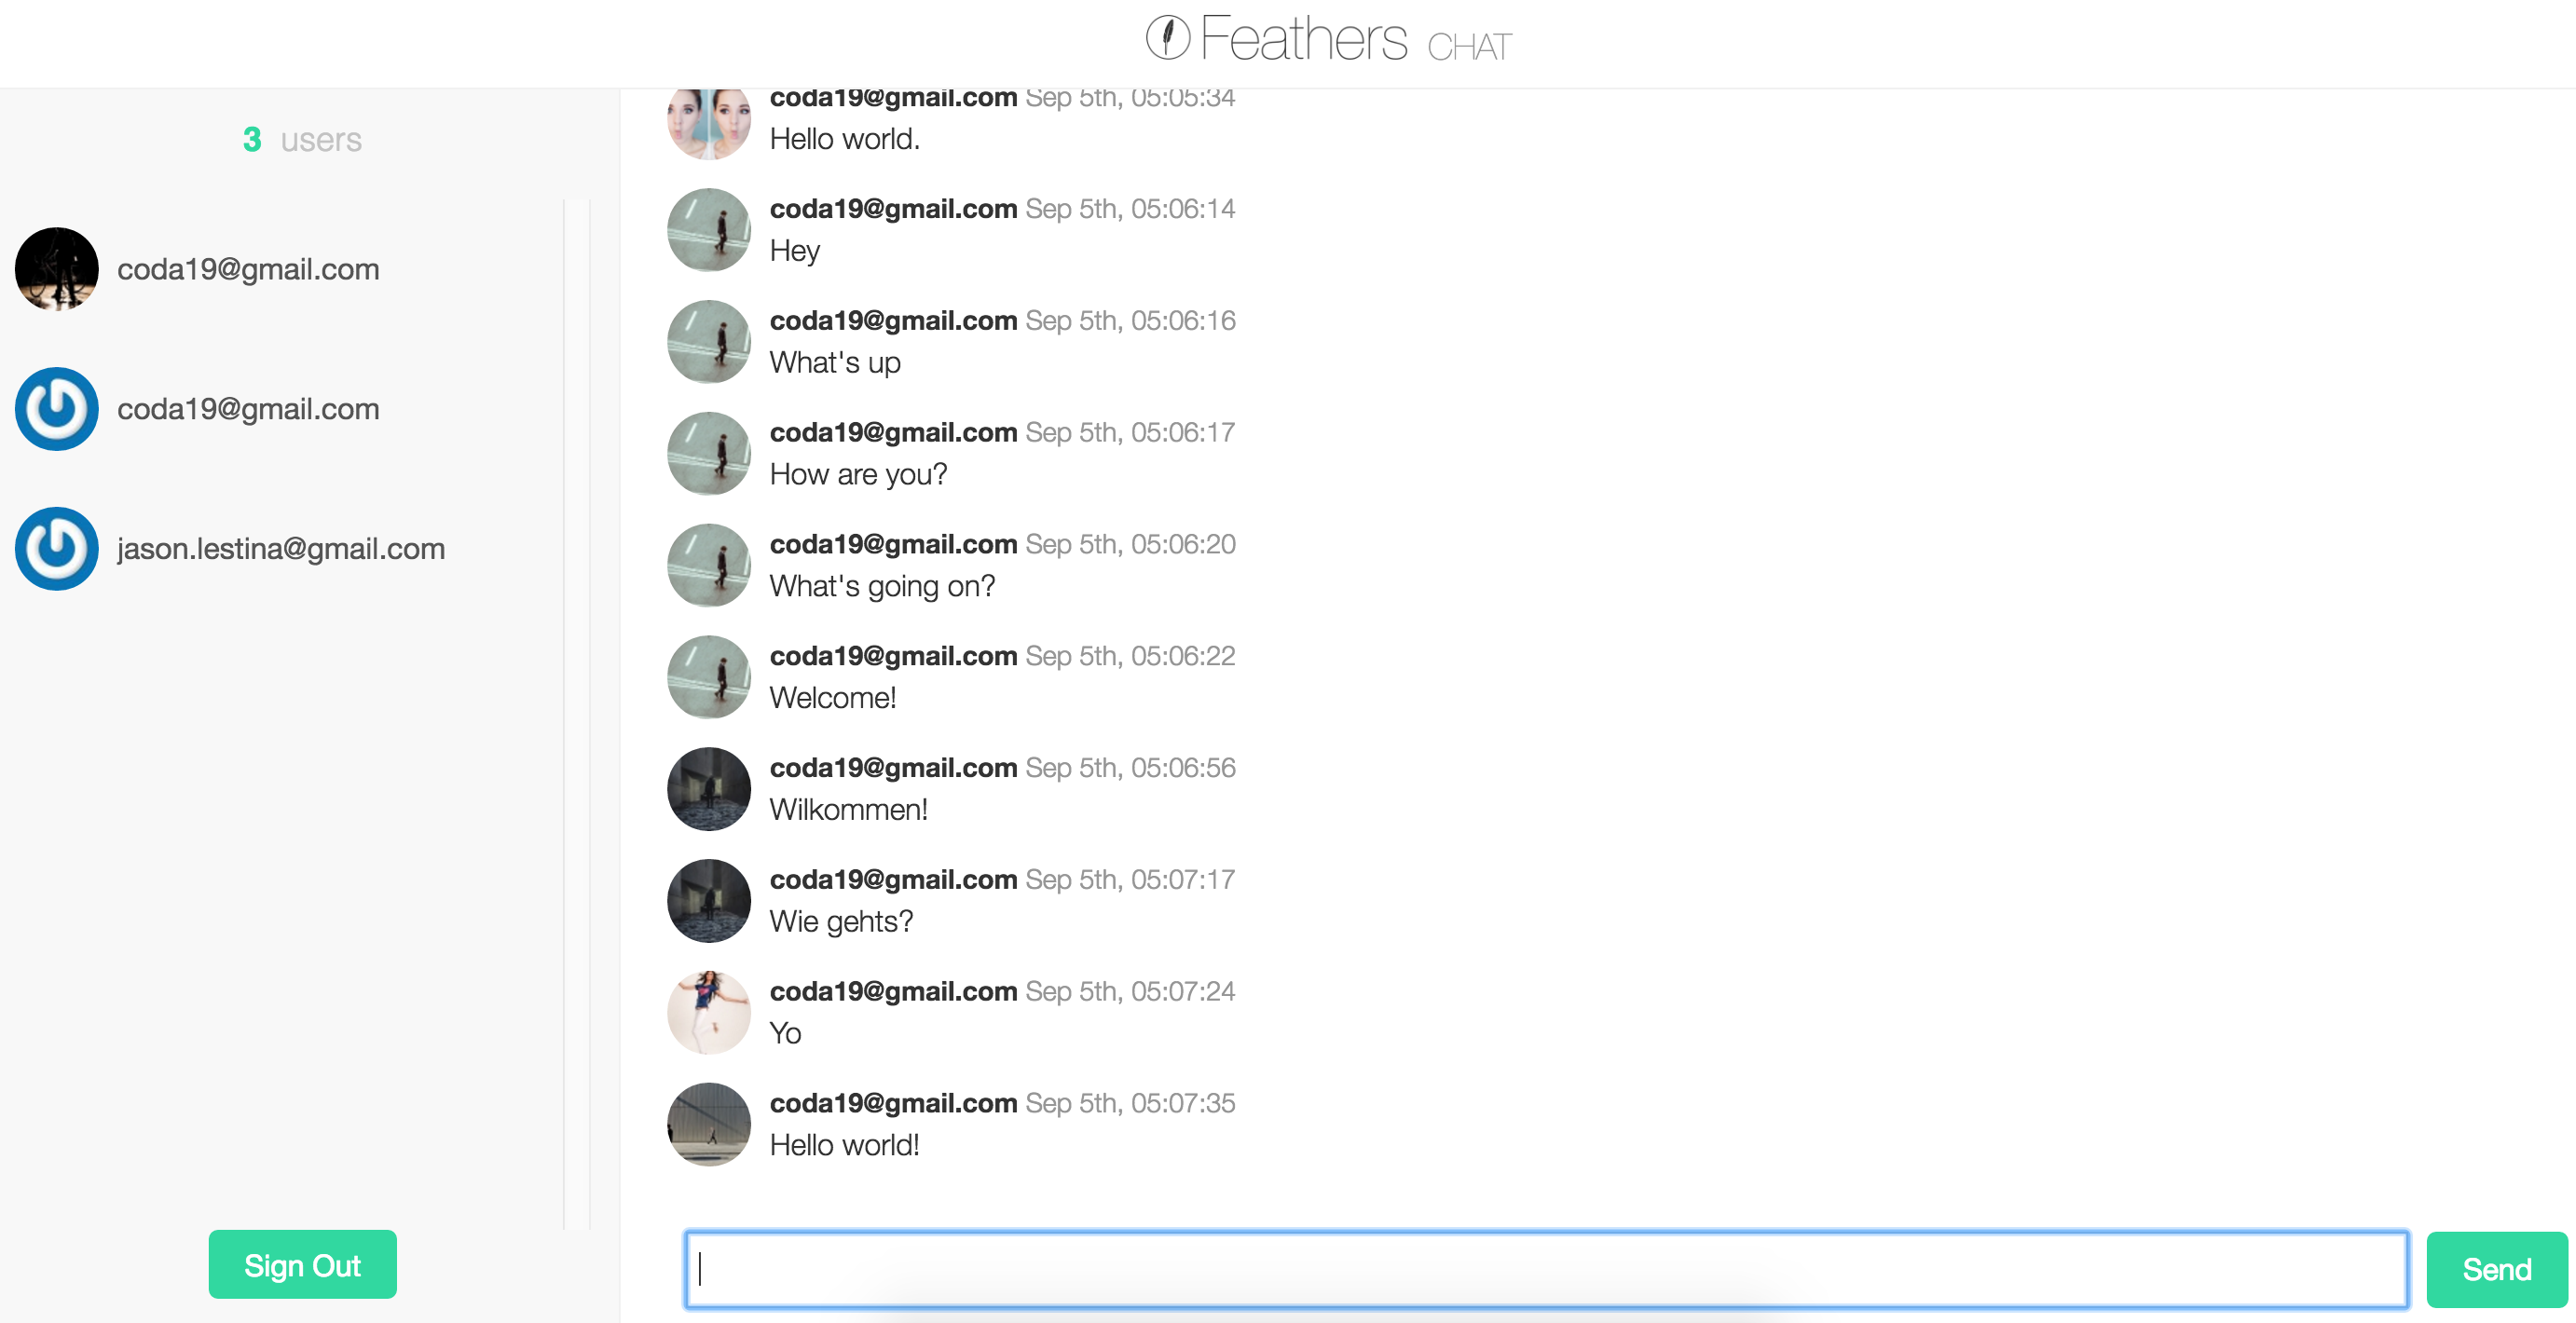 Feathers CHAT
3 users
coda19@gmail.com
coda19@gmail.com
jason.lestina@gmail.com
Sign Out
coda19@gmail.com Sep 5th, 05:05:34
Hello world.
coda19@gmail.com Sep 5th, 05:06:14
Hey
coda19@gmail.com Sep 5th, 05:06:16
What's up
coda19@gmail.com Sep 5th, 05:06:17
How are you?
coda19@gmail.com Sep 5th, 05:06:20
What's going on?
coda19@gmail.com Sep 5th, 05:06:22
Welcome!
coda19@gmail.com Sep 5th, 05:06:56
Wilkommen!
coda19@gmail.com Sep 5th, 05:07:17
Wie gehts?
coda19@gmail.com Sep 5th, 05:07:24
Yo
coda19@gmail.com Sep 5th, 05:07:35
Hello world!
Send